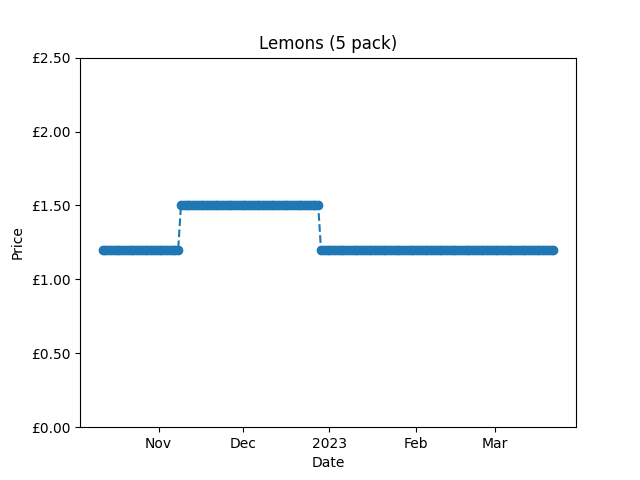 Lemons (5 pack)
£2.50
£2.00
£1.50
£1.00
£0.50
£0.00
Price
Nov Dec 2023 Feb Mar
Date